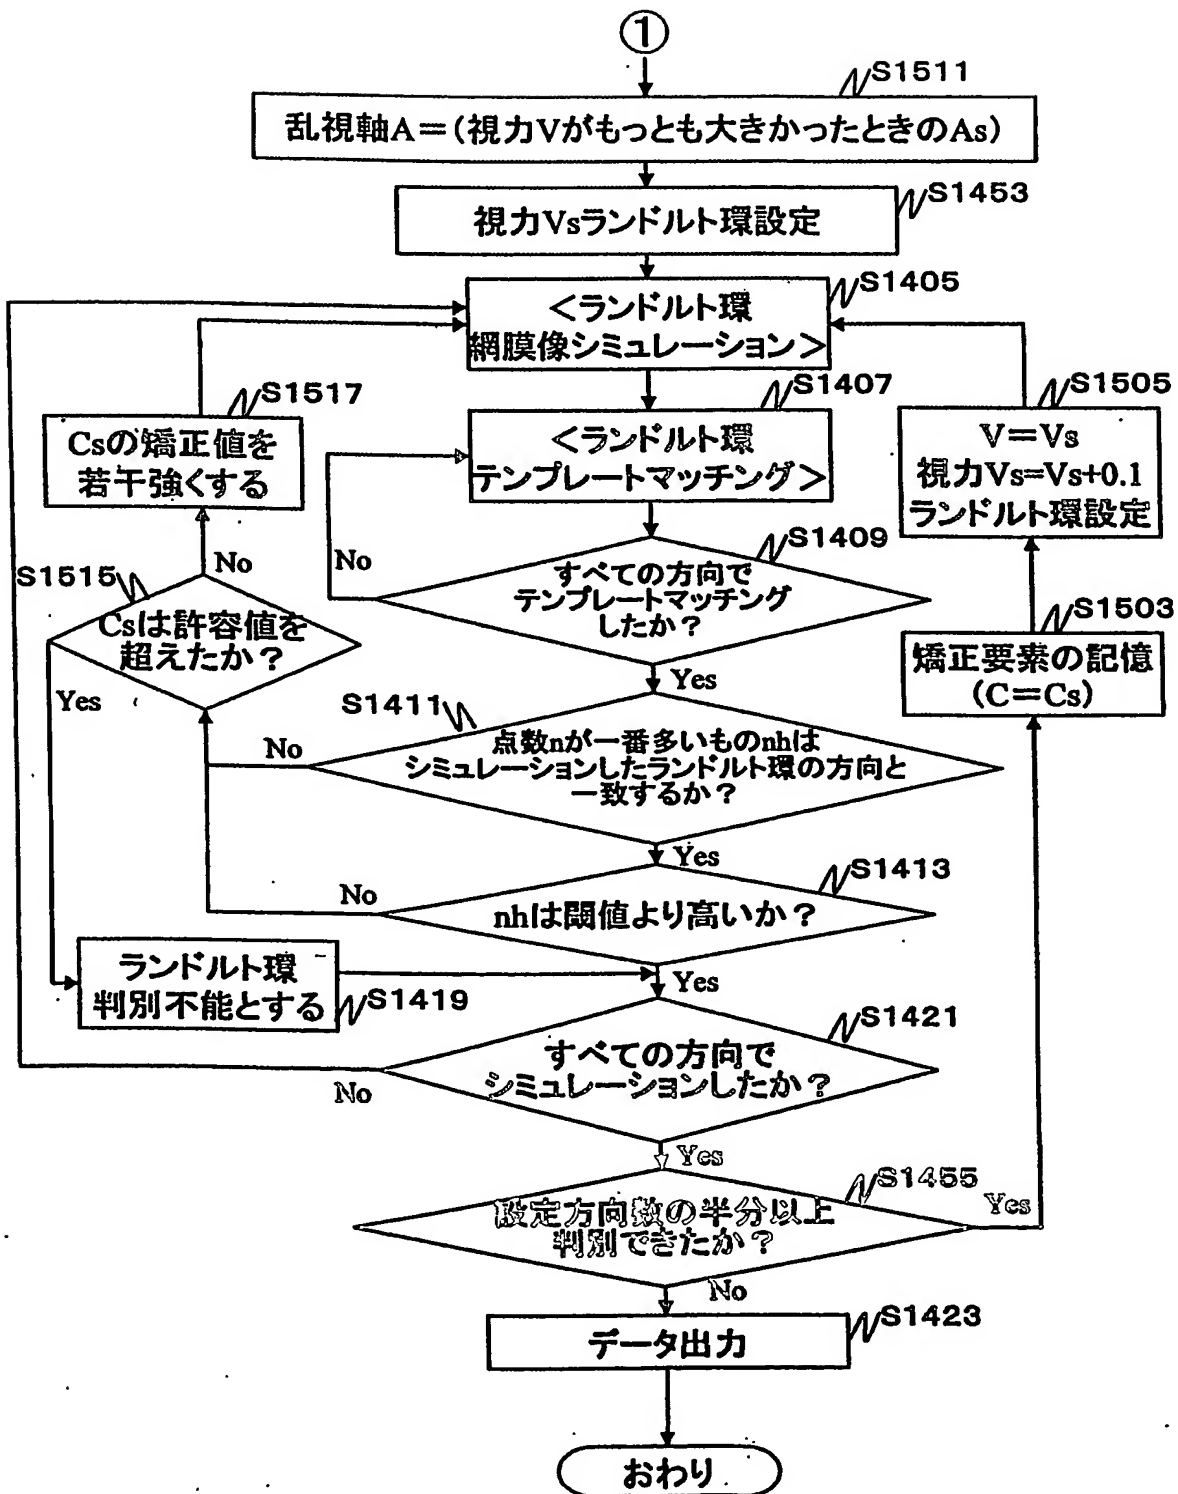 ①
S1511
乱視軸A＝(視力Vがもっとも大きかったときのAs)
S1453
視力Vsランドルト環設定
S1405
＜ランドルト環
網膜像シミュレーション＞
S1407
＜ランドルト環
テンプレートマッチング＞
S1517
Csの矯正値を
若干強くする
S1505
V＝Vs
視力Vs=Vs+0.1
ランドルト環設定
S1409
すべての方向で
テンプレートマッチング
したか？
No
Yes
S1515
Csは許容値を
超えたか？
No
Yes
S1503
矯正要素の記憶
(C＝Cs)
S1411
点数nが一番多いものnhは
シミュレーションしたランドルト環の方向と
一致するか？
No
Yes
S1413
nhは閾値より高いか？
No
Yes
ランドルト環
判別不能とする
S1419
S1421
すべての方向で
シミュレーションしたか？
No
Yes
S1455
設定方向数の半分以上
判別できたか？
Yes
No
S1423
データ出力
おわり